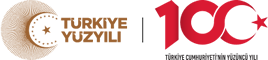 TÜRKİYE
YÜZYILI
100
TÜRKİYE CUMHURİYETİ'NİN YÜZÜNCÜ YILI